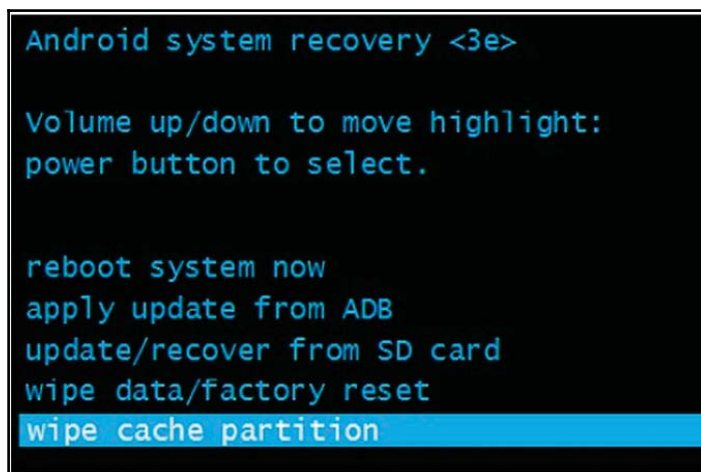 Android system recovery <3e>
Volume up/down to move highlight:
power button to select.
reboot system now
apply update from ADB
update/recover from SD card
wipe data/factory reset
wipe cache partition